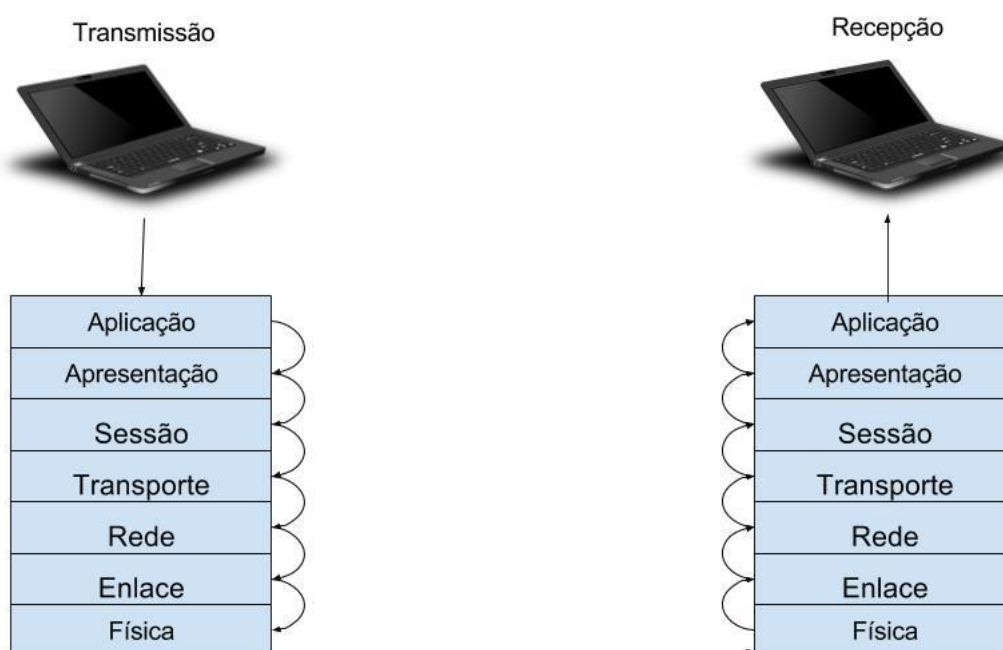 Transmissão
Recepção
Aplicação
Apresentação
Sessão
Transporte
Rede
Enlace
Física
Aplicação
Apresentação
Sessão
Transporte
Rede
Enlace
Física